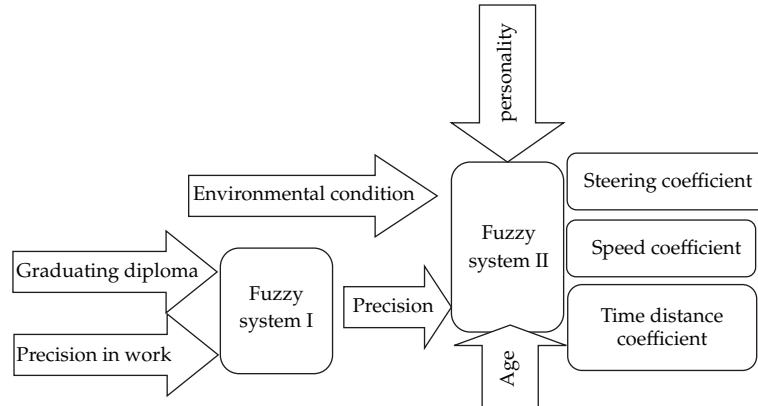 personality
Environmental condition
Steering coefficient
Fuzzy
system II
Speed coefficient
Graduating diploma
Fuzzy
system I
Precision
Time distance
coefficient
Precision in work
Age